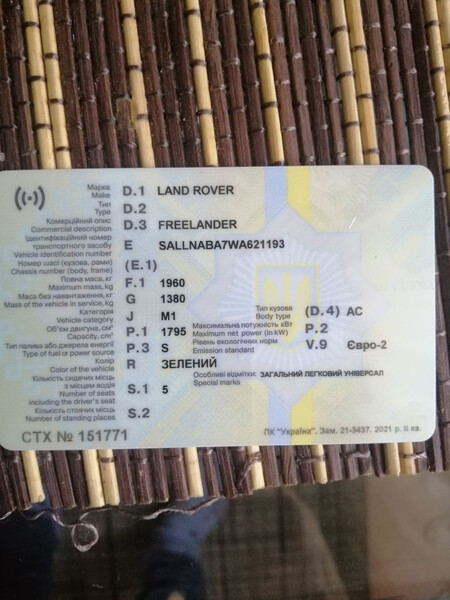 Марка
Make D.1 LAND ROVER
Тип
Type D.2
Комерційний опис
Commercial description D.3 FREELANDER
Ідентифікаційний номер
транспортного засобу E SALLNABA7WA621193
Vehicle identification number
Номер шасі (кузова, рами) (E.1)
Chassis number (body, frame)
Повна маса, кг F.1 1960
Maximum mass, kg
Маса без навантаження, кг G 1380
Mass of the vehicle in service, kg
Категорія J M1
Vehicle category
Тип кузова (D.4) AC
Body type
Об'єм двигуна, см³ P.1 1795
Capacity, cm³
Максимальна потужність кВт P.2
Maximum net power (in kW)
Тип палива або джерела енергії P.3 S
Type of fuel or power source
Рівень екологічних норм V.9 Євро-2
Emission standard
Колір R ЗЕЛЕНИЙ
Color of the vehicle
Особливі відмітки: ЗАГАЛЬНИЙ ЛЕГКОВИЙ УНІВЕРСАЛ
Special marks
Кількість сидячих місць
з місцем водія S.1 5
Number of seats
including the driver's seat
Кількість стоячих місць S.2
Number of standing places
СТХ № 151771
ПК "Україна". Зам. 21-3437. 2021 р. ІІ кв.